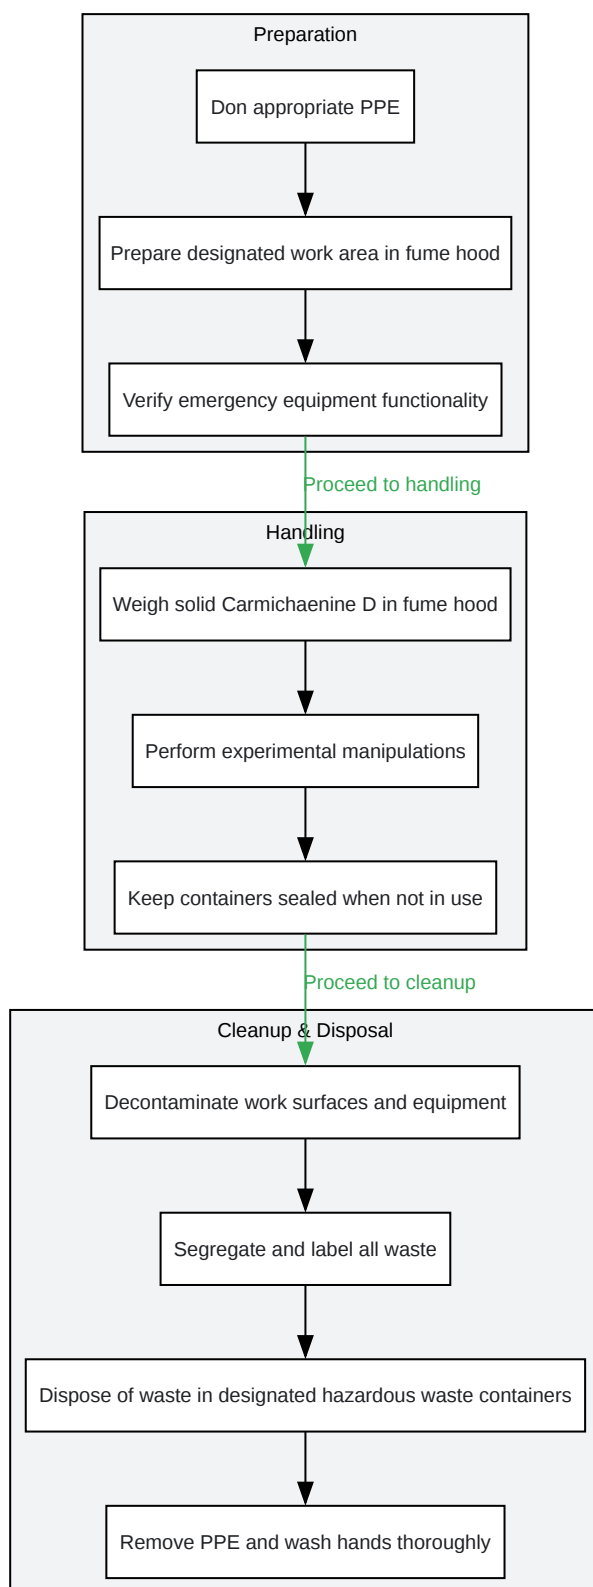 Preparation
Don appropriate PPE
Prepare designated work area in fume hood
Verify emergency equipment functionality
Proceed to handling
Handling
Weigh solid Carmichaenine D in fume hood
Perform experimental manipulations
Keep containers sealed when not in use
Proceed to cleanup
Cleanup & Disposal
Decontaminate work surfaces and equipment
Segregate and label all waste
Dispose of waste in designated hazardous waste containers
Remove PPE and wash hands thoroughly